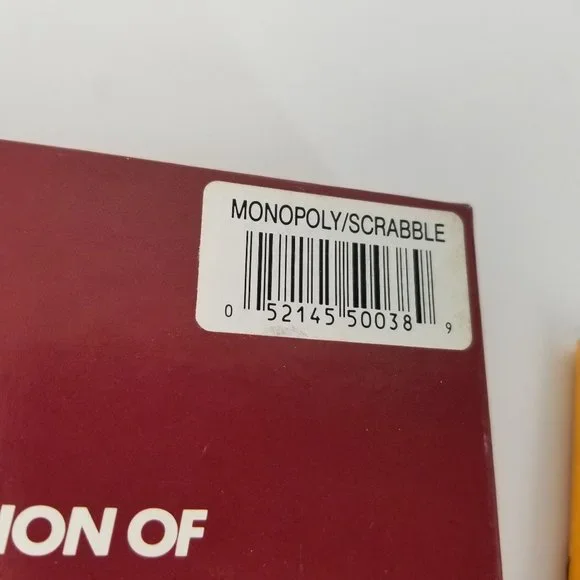 MONOPOLY/SCRABBLE
0 52145 50038 9
ION OF